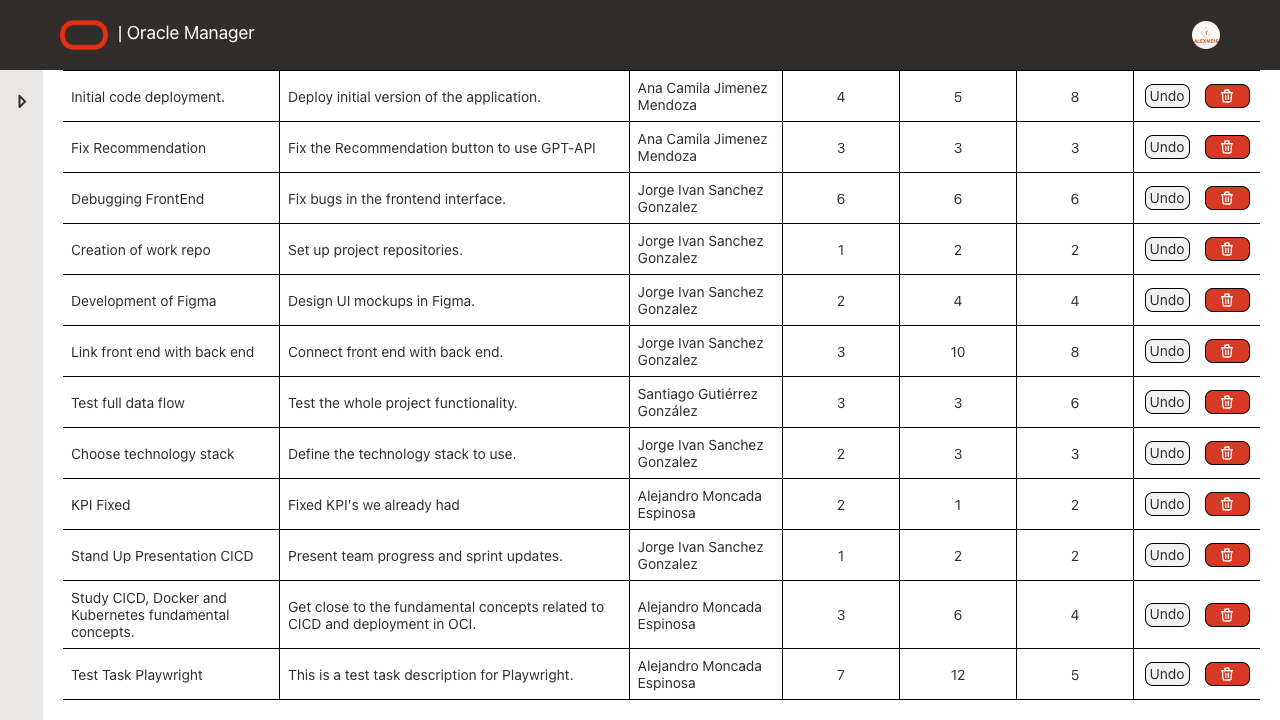 | Oracle Manager
ALEXIMEIS
Initial code deployment. Deploy initial version of the application. Ana Camila Jimenez Mendoza 4 5 8 Undo
Fix Recommendation Fix the Recommendation button to use GPT-API Ana Camila Jimenez Mendoza 3 3 3 Undo
Debugging FrontEnd Fix bugs in the frontend interface. Jorge Ivan Sanchez Gonzalez 6 6 6 Undo
Creation of work repo Set up project repositories. Jorge Ivan Sanchez Gonzalez 1 2 2 Undo
Development of Figma Design UI mockups in Figma. Jorge Ivan Sanchez Gonzalez 2 4 4 Undo
Link front end with back end Connect front end with back end. Jorge Ivan Sanchez Gonzalez 3 10 8 Undo
Test full data flow Test the whole project functionality. Santiago Gutiérrez González 3 3 6 Undo
Choose technology stack Define the technology stack to use. Jorge Ivan Sanchez Gonzalez 2 3 3 Undo
KPI Fixed Fixed KPI's we already had Alejandro Moncada Espinosa 2 1 2 Undo
Stand Up Presentation CICD Present team progress and sprint updates. Jorge Ivan Sanchez Gonzalez 1 2 2 Undo
Study CICD, Docker and Kubernetes fundamental concepts. Get close to the fundamental concepts related to CICD and deployment in OCI. Alejandro Moncada Espinosa 3 6 4 Undo
Test Task Playwright This is a test task description for Playwright. Alejandro Moncada Espinosa 7 12 5 Undo